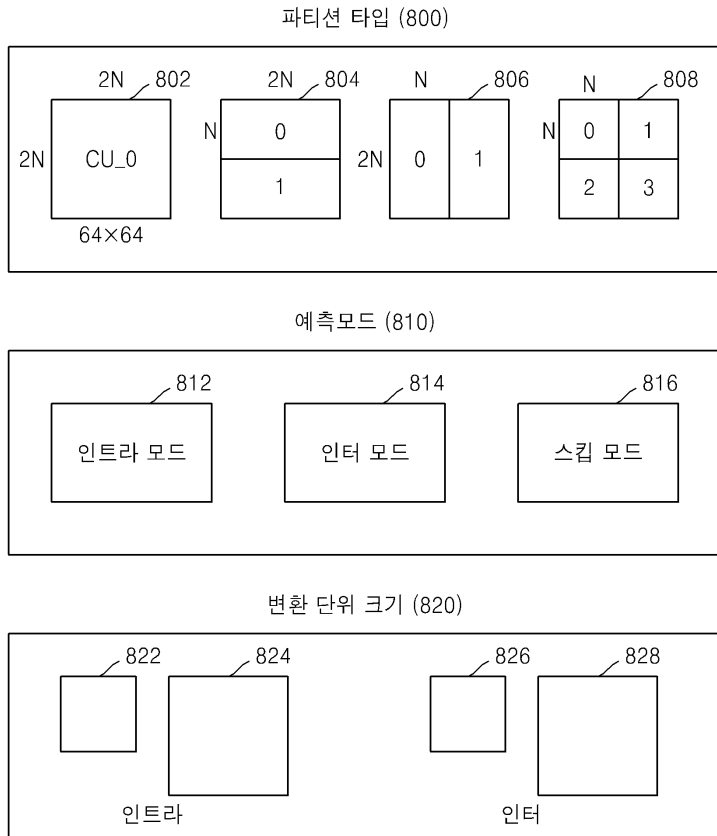 파티션 타입 (800)
2N 802 2N 804 N 806 N 808
2N CU_0 N 0 2N 0 1 N 0 1
1 2 3
64×64
예측모드 (810)
812 814 816
인트라 모드 인터 모드 스킵 모드
변환 단위 크기 (820)
822 824 826 828
인트라 인터